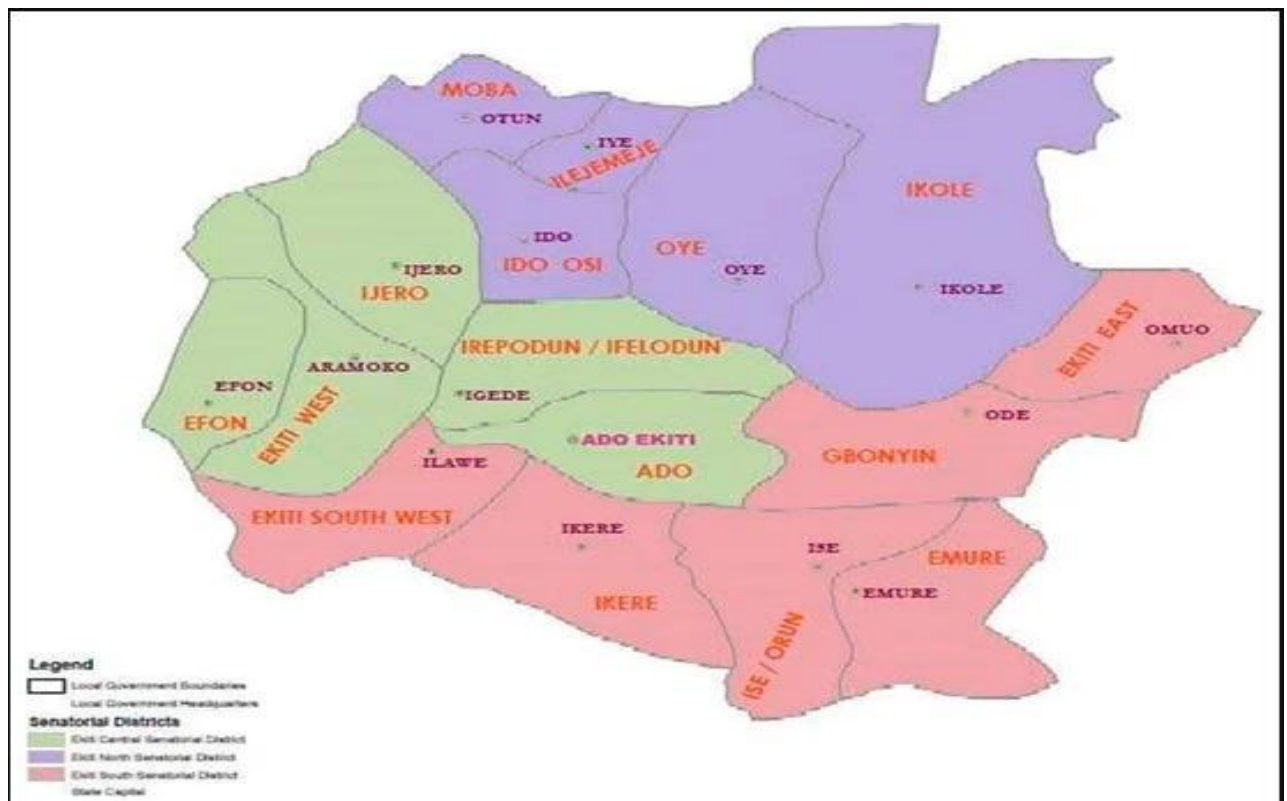 MOBA
OTUN
IYE
ILEJEMEJE
IKOLE
IDO
IDO OSI
OYE
OYE
IJERO
IJERO
IKOLE
OMUO
EKITI EAST
IREPODUN / IFELODUN
ARAMOKO
EFON
EFON
EKITI WEST
IGEDE
ODE
ADO EKITI
ADO
GBONYIN
ILAWE
EKITI SOUTH WEST
IKERE
IKERE
ISE
EMURE
EMURE
ISE / ORUN
Legend
Local Government Boundaries
Local Government Headquarters
Senatorial Districts
Ekiti Central Senatorial District
Ekiti North Senatorial District
Ekiti South Senatorial District
State Capital